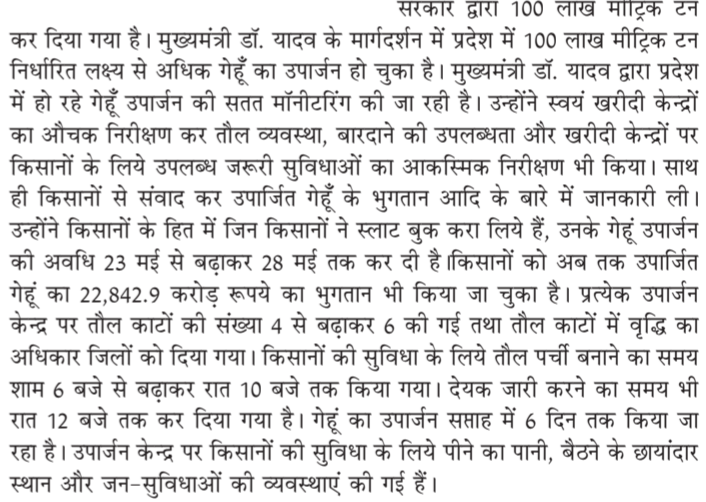 सरकार द्वारा 100 लाख मीट्रिक टन
कर दिया गया है। मुख्यमंत्री डॉ. यादव के मार्गदर्शन में प्रदेश में 100 लाख मीट्रिक टन
निर्धारित लक्ष्य से अधिक गेहूँ का उपार्जन हो चुका है। मुख्यमंत्री डॉ. यादव द्वारा प्रदेश
में हो रहे गेहूँ उपार्जन की सतत मॉनीटरिंग की जा रही है। उन्होंने स्वयं खरीदी केन्द्रों
का औचक निरीक्षण कर तौल व्यवस्था, बारदाने की उपलब्धता और खरीदी केन्द्रों पर
किसानों के लिये उपलब्ध जरूरी सुविधाओं का आकस्मिक निरीक्षण भी किया। साथ
ही किसानों से संवाद कर उपार्जित गेहूँ के भुगतान आदि के बारे में जानकारी ली।
उन्होंने किसानों के हित में जिन किसानों ने स्लाट बुक करा लिये हैं, उनके गेहूं उपार्जन
की अवधि 23 मई से बढ़ाकर 28 मई तक कर दी है।किसानों को अब तक उपार्जित
गेहूं का 22,842.9 करोड़ रूपये का भुगतान भी किया जा चुका है। प्रत्येक उपार्जन
केन्द्र पर तौल काटों की संख्या 4 से बढ़ाकर 6 की गई तथा तौल काटों में वृद्धि का
अधिकार जिलों को दिया गया। किसानों की सुविधा के लिये तौल पर्ची बनाने का समय
शाम 6 बजे से बढ़ाकर रात 10 बजे तक किया गया। देयक जारी करने का समय भी
रात 12 बजे तक कर दिया गया है। गेहूं का उपार्जन सप्ताह में 6 दिन तक किया जा
रहा है। उपार्जन केन्द्र पर किसानों की सुविधा के लिये पीने का पानी, बैठने के छायांदार
स्थान और जन-सुविधाओं की व्यवस्थाएं की गई हैं।